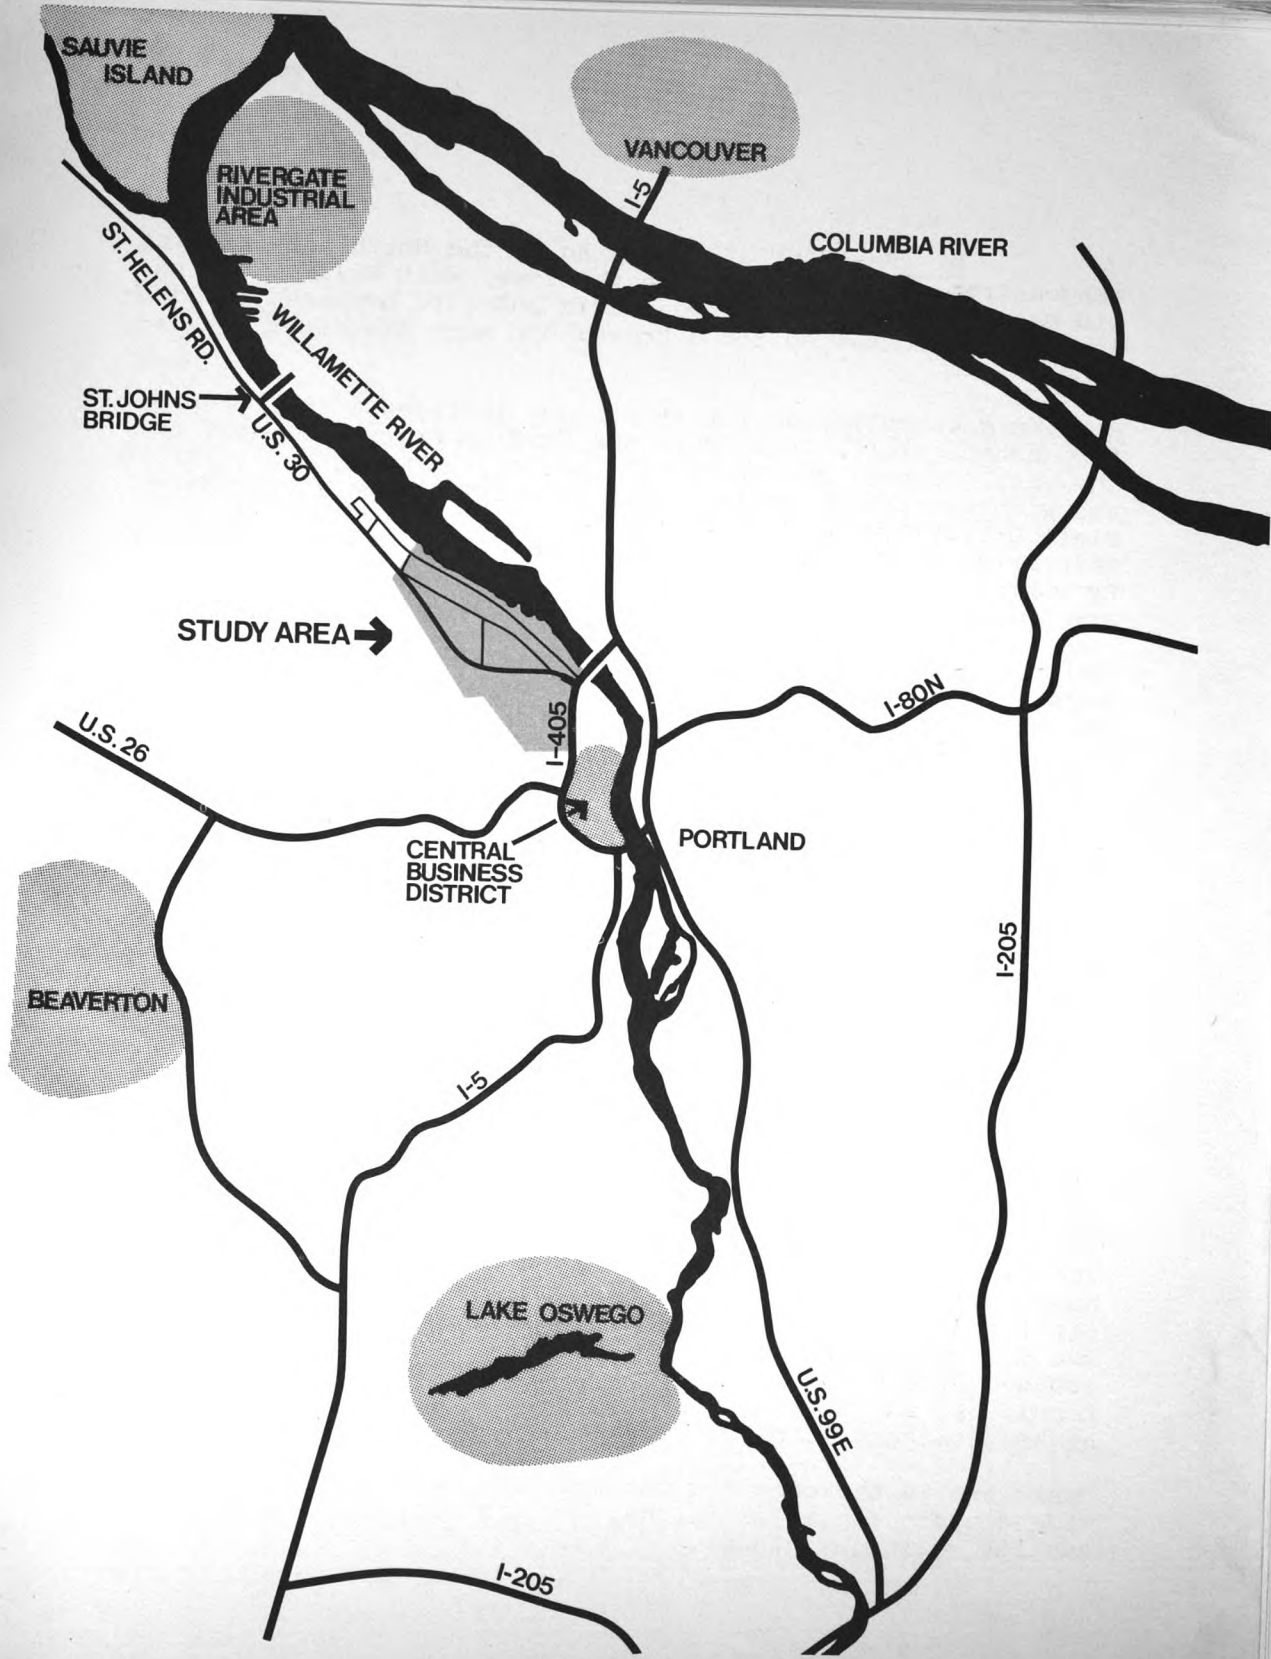 SAUVIE
ISLAND
VANCOUVER
RIVERGATE
INDUSTRIAL
AREA
I-5
COLUMBIA RIVER
ST. HELENS RD.
WILLAMETTE RIVER
ST. JOHNS
BRIDGE
U.S. 30
STUDY AREA
I-80N
I-405
U.S. 26
PORTLAND
CENTRAL
BUSINESS
DISTRICT
I-205
BEAVERTON
I-5
LAKE OSWEGO
U.S. 99E
I-205